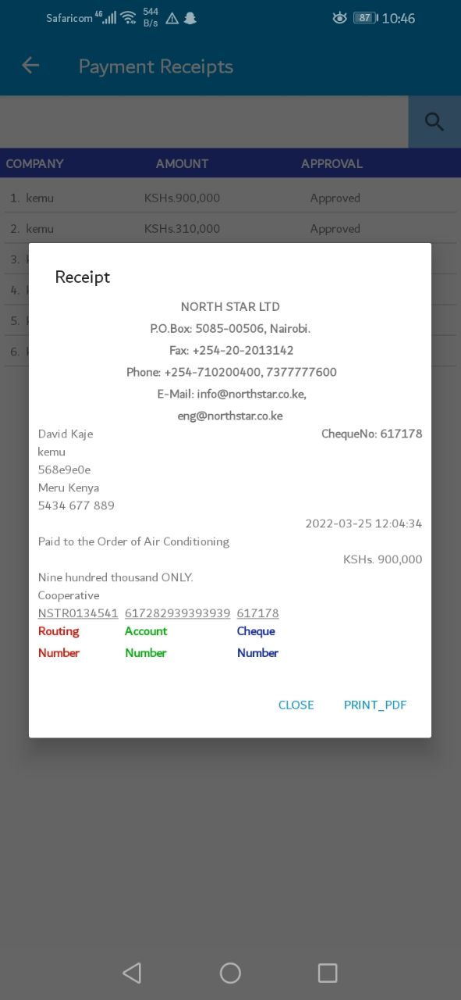 Safaricom 4G 544 B/s 87 10:46
Payment Receipts
COMPANY AMOUNT APPROVAL
1. kemu KSHs.900,000 Approved
2. kemu KSHs.310,000 Approved
3.
4.
5.
6.
Receipt
NORTH STAR LTD
P.O.Box: 5085-00506, Nairobi.
Fax: +254-20-2013142
Phone: +254-710200400, 7377777600
E-Mail: info@northstar.co.ke,
eng@northstar.co.ke
David Kaje ChequeNo: 617178
kemu
568e9e0e
Meru Kenya
5434 677 889
2022-03-25 12:04:34
Paid to the Order of Air Conditioning
KSHs. 900,000
Nine hundred thousand ONLY.
Cooperative
NSTR0134541 617282939393939 617178
Routing Account Cheque
Number Number Number
CLOSE PRINT_PDF